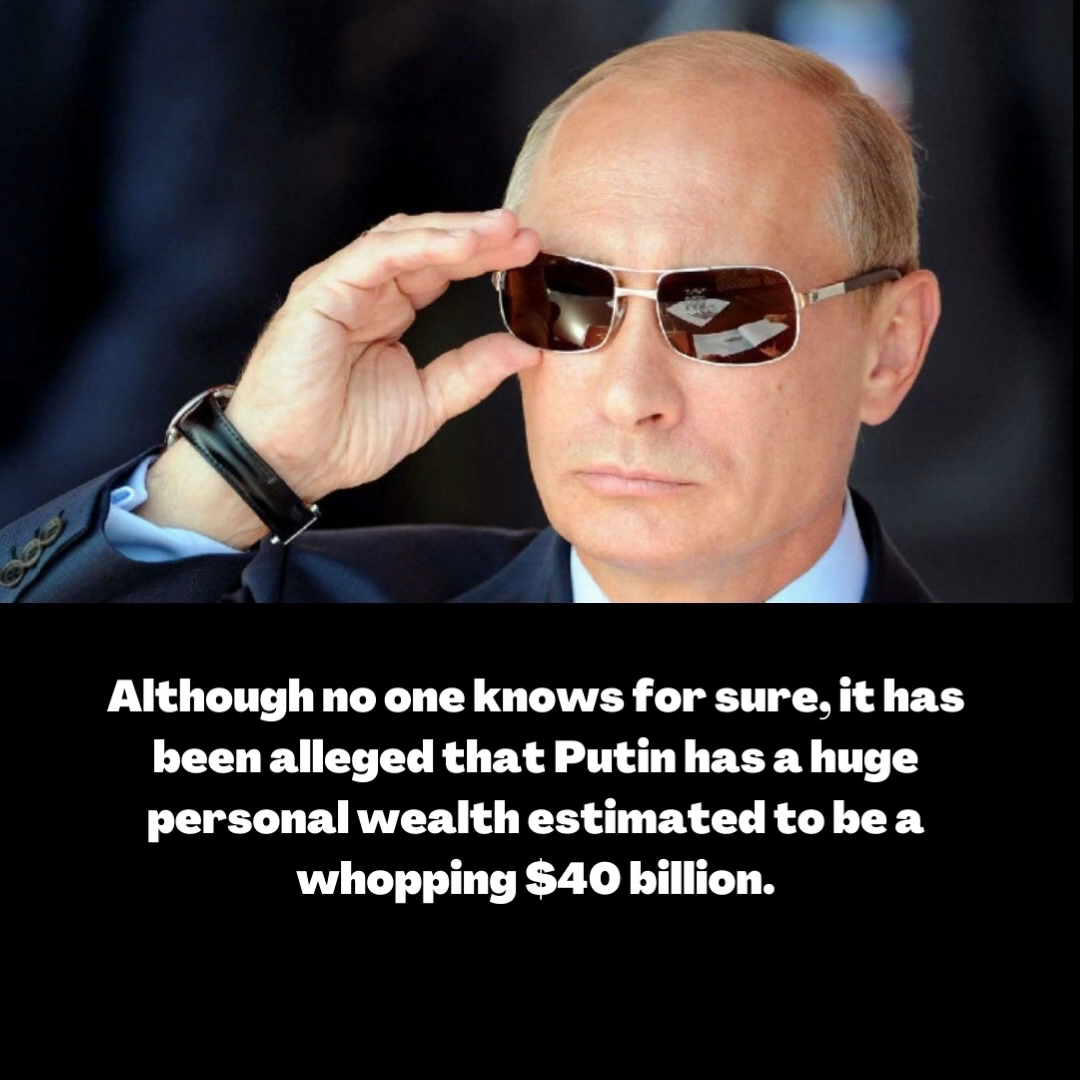 Although no one knows for sure, it has
been alleged that Putin has a huge
personal wealth estimated to be a
whopping $40 billion.